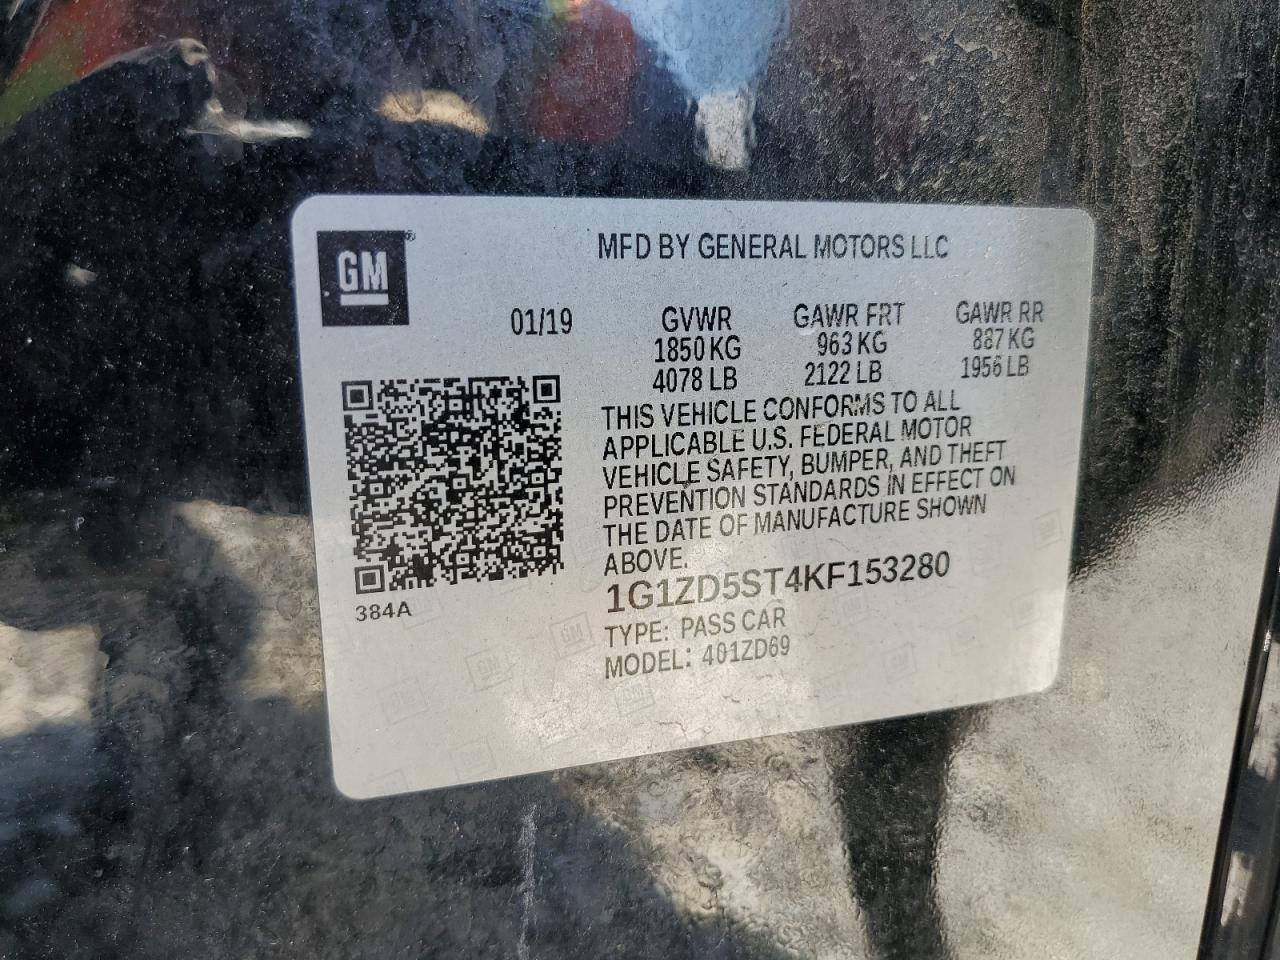 GM®
MFD BY GENERAL MOTORS LLC
01/19
GVWR GAWR FRT GAWR RR
1850 KG 963 KG 887 KG
4078 LB 2122 LB 1956 LB
THIS VEHICLE CONFORMS TO ALL
APPLICABLE U.S. FEDERAL MOTOR
VEHICLE SAFETY, BUMPER, AND THEFT
PREVENTION STANDARDS IN EFFECT ON
THE DATE OF MANUFACTURE SHOWN
ABOVE.
384A
1G1ZD5ST4KF153280
TYPE: PASS CAR
MODEL: 401ZD69